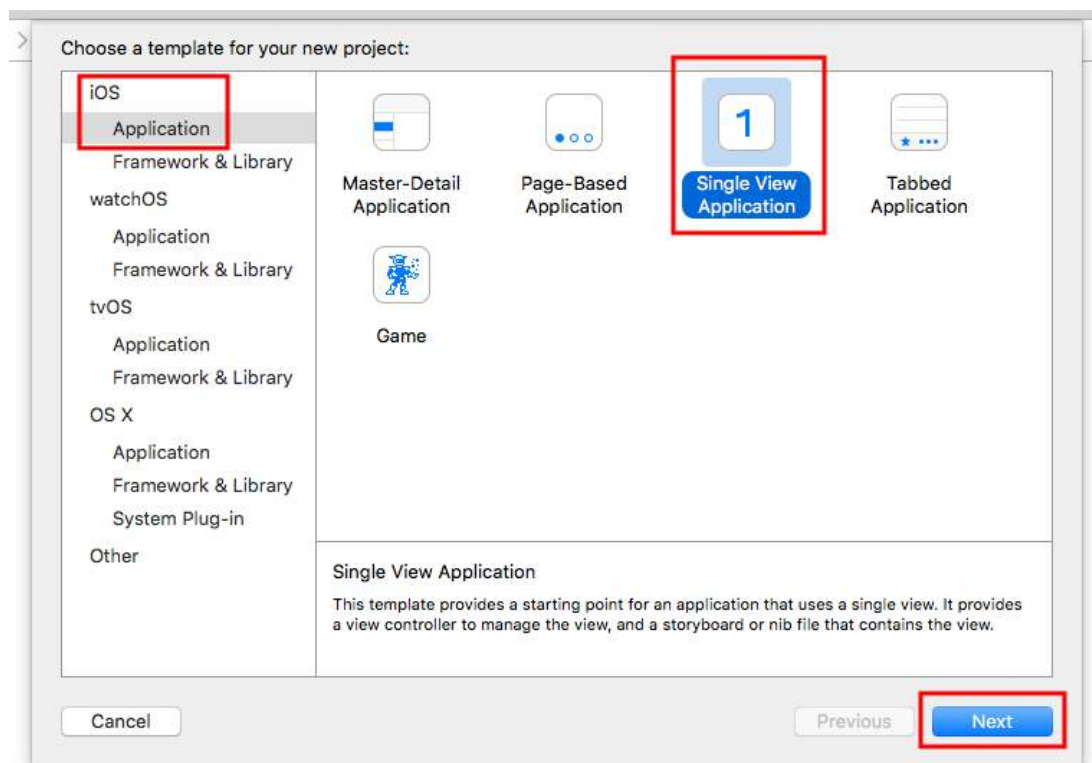 Choose a template for your new project:
iOS
Application
Framework & Library
watchOS
Application
Framework & Library
tvOS
Application
Framework & Library
OS X
Application
Framework & Library
System Plug-in
Other
Master-Detail
Application
Page-Based
Application
1
Single View
Application
Tabbed
Application
Game
Single View Application
This template provides a starting point for an application that uses a single view. It provides
a view controller to manage the view, and a storyboard or nib file that contains the view.
Cancel
Previous
Next